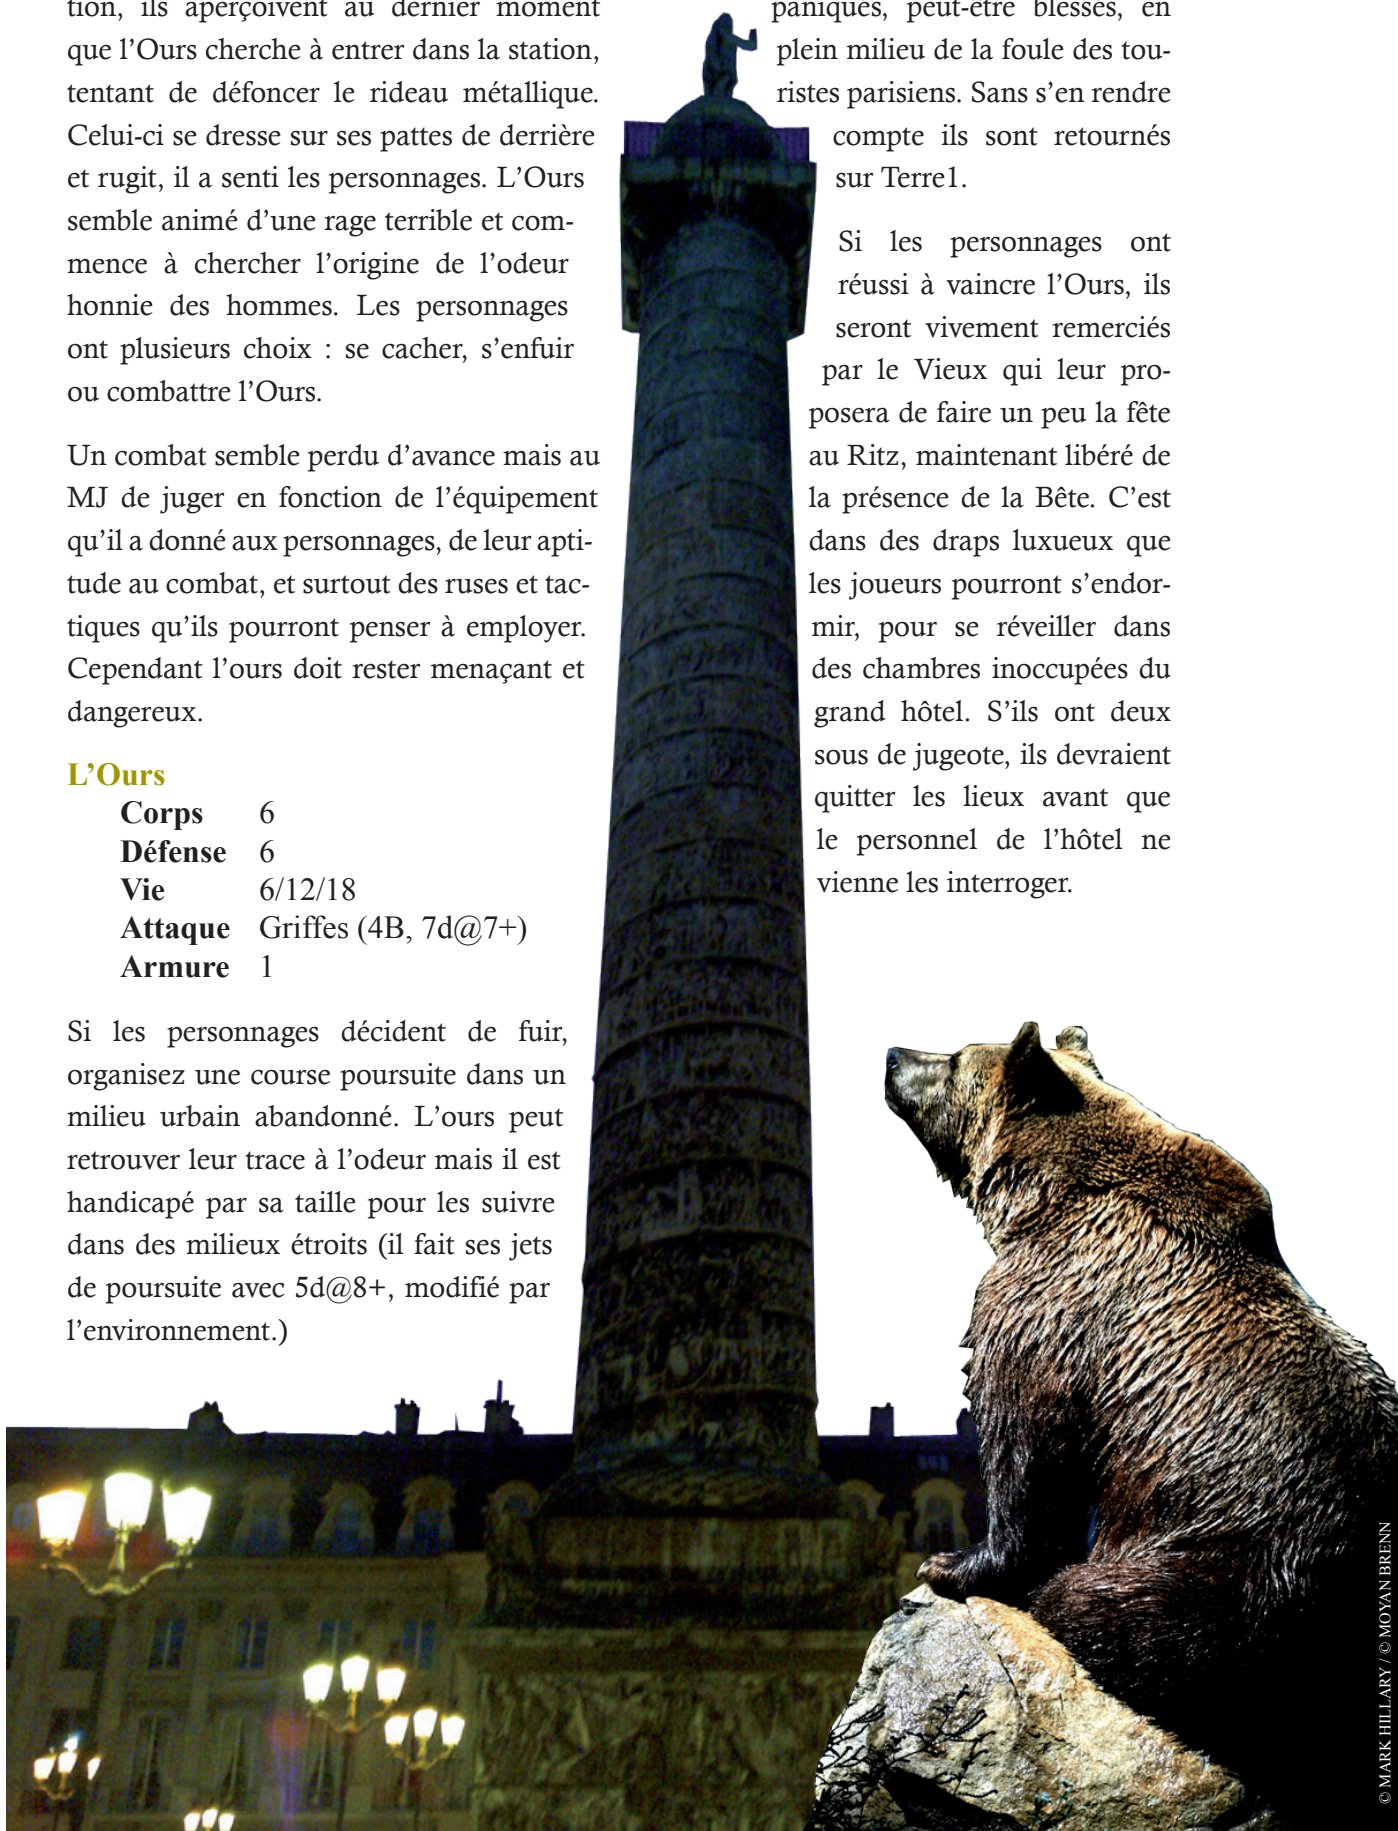 tion, ils aperçoivent au dernier moment
que l’Ours cherche à entrer dans la station,
tentant de défoncer le rideau métallique.
Celui-ci se dresse sur ses pattes de derrière
et rugit, il a senti les personnages. L’Ours
semble animé d’une rage terrible et com-
mence à chercher l’origine de l’odeur
honnie des hommes. Les personnages
ont plusieurs choix : se cacher, s’enfuir
ou combattre l’Ours.
Un combat semble perdu d’avance mais au
MJ de juger en fonction de l’équipement
qu’il a donné aux personnages, de leur apti-
tude au combat, et surtout des ruses et tac-
tiques qu’ils pourront penser à employer.
Cependant l’ours doit rester menaçant et
dangereux.
L’Ours
Corps 6
Défense 6
Vie 6/12/18
Attaque Griffes (4B, 7d@7+)
Armure 1
Si les personnages décident de fuir,
organisez une course poursuite dans un
milieu urbain abandonné. L’ours peut
retrouver leur trace à l’odeur mais il est
handicapé par sa taille pour les suivre
dans des milieux étroits (il fait ses jets
de poursuite avec 5d@8+, modifié par
l’environnement.)
paniqués, peut-être blessés, en
plein milieu de la foule des tou-
ristes parisiens. Sans s’en rendre
compte ils sont retournés
sur Terre1.
Si les personnages ont
réussi à vaincre l’Ours, ils
seront vivement remerciés
par le Vieux qui leur pro-
posera de faire un peu la fête
au Ritz, maintenant libéré de
la présence de la Bête. C’est
dans des draps luxueux que
les joueurs pourront s’endor-
mir, pour se réveiller dans
des chambres inoccupées du
grand hôtel. S’ils ont deux
sous de jugeote, ils devraient
quitter les lieux avant que
le personnel de l’hôtel ne
vienne les interroger.
© MARK HILLARY / © MOYAN BRENN